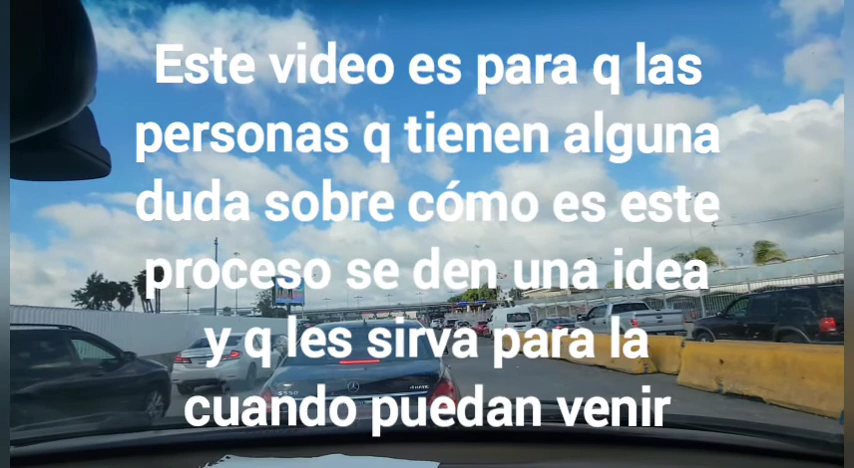 Este video es para q las
personas q tienen alguna
duda sobre cómo es este
proceso se den una idea
y q les sirva para la
cuando puedan venir